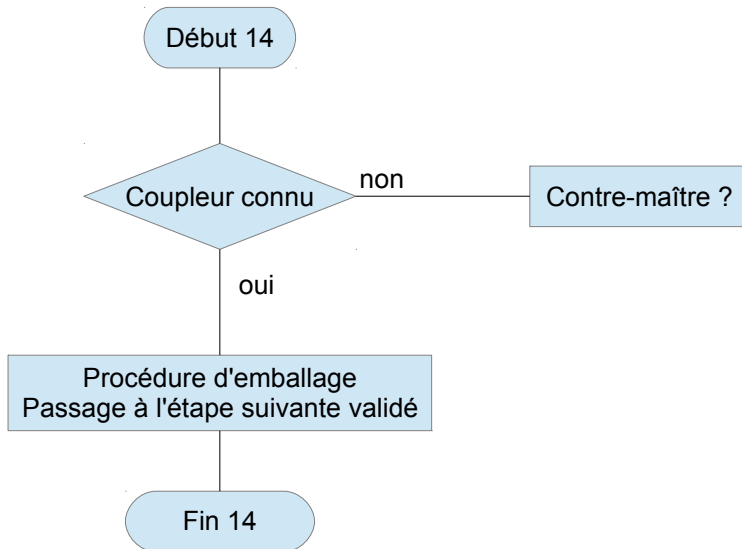 Début 14
Coupleur connu
non
Contre-maître ?
oui
Procédure d'emballage
Passage à l'étape suivante validé
Fin 14